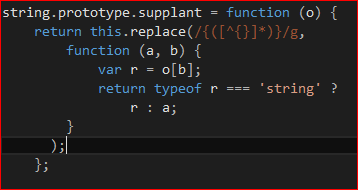 string.prototype.supplant = function (o) {
return this.replace(/{([^{}]*)}/g,
function (a, b) {
var r = o[b];
return typeof r === 'string' ?
r : a;
}
);
};